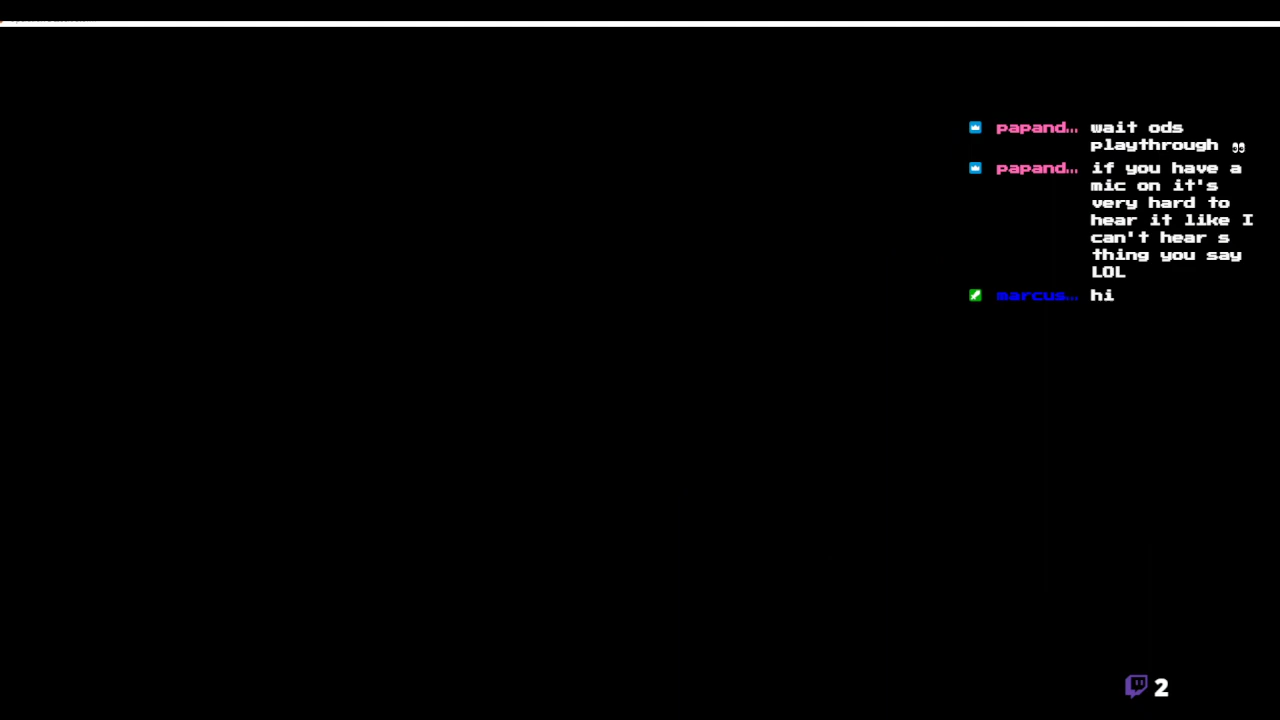 papand... wait ods
playthrough 👀
papand... if you have a
mic on it's
very hard to
hear it like I
can't hear s
thing you say
LOL
marcus... hi
2